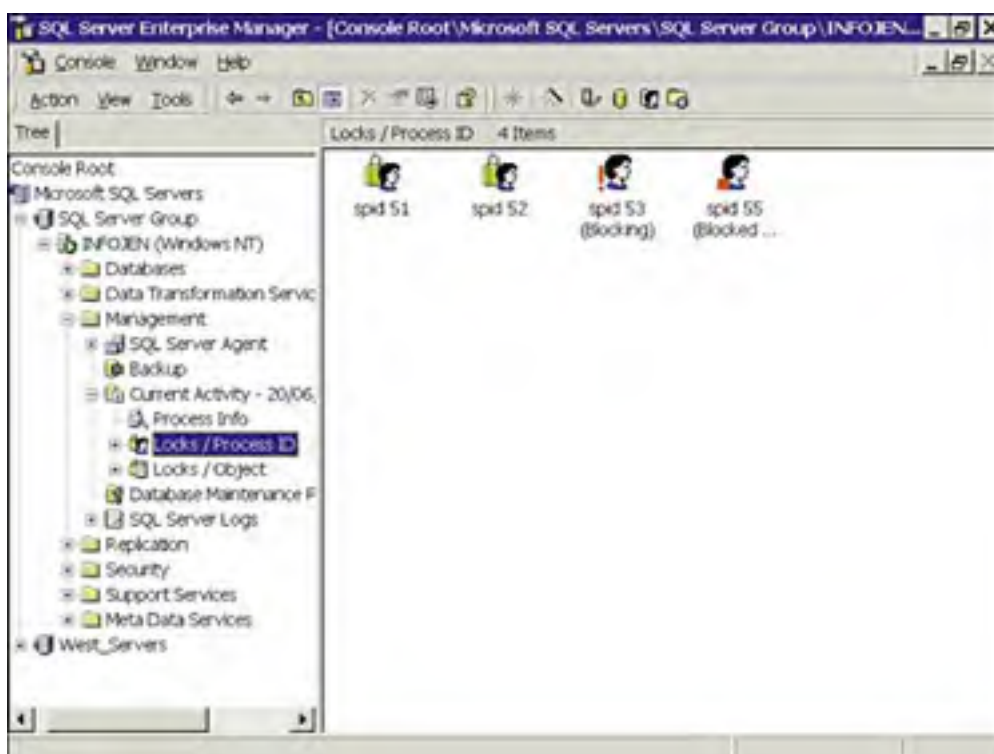 SQL Server Enterprise Manager - [Console Root\Microsoft SQL Servers\SQL Server Group\INFOJEN...
Console Window Help
Action View Tools
Tree
Locks / Process ID 4 Items
Console Root
Microsoft SQL Servers
SQL Server Group
INFOJEN (Windows NT)
Databases
Data Transformation Servic
Management
SQL Server Agent
Backup
Current Activity - 20/06,
Process Info
Locks / Process ID
Locks / Object
Database Maintenance P
SQL Server Logs
Replication
Security
Support Services
Meta Data Services
West_Servers
spid 51
spid 52
spid 53
(Blocking)
spid 55
(Blocked ...